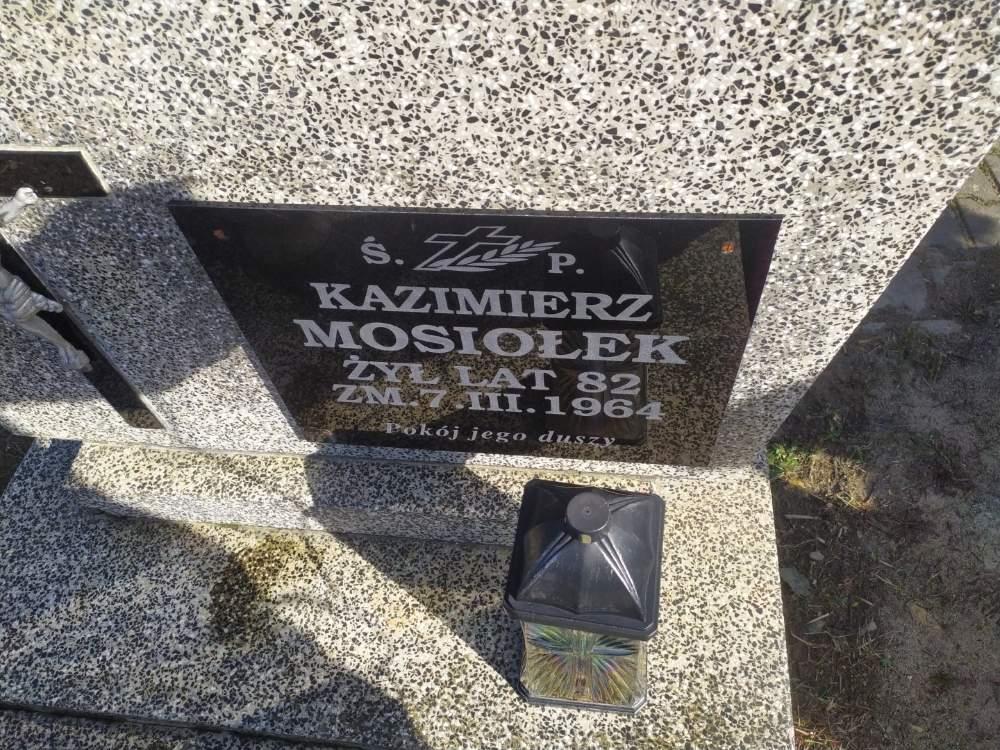 Ś. P.
KAZIMIERZ
MOSIOŁEK
ŻYŁ LAT 82
ZM. 7 III. 1964
Pokój jego duszy